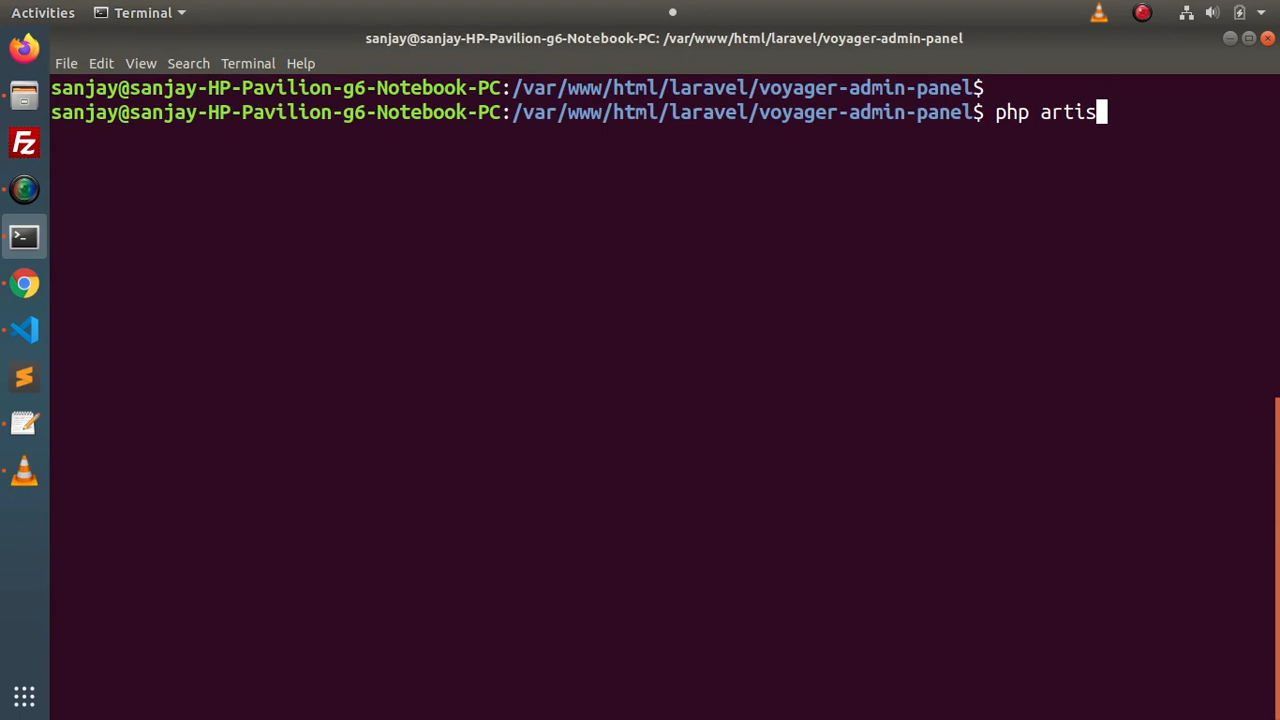 Activities Terminal
sanjay@sanjay-HP-Pavilion-g6-Notebook-PC: /var/www/html/laravel/voyager-admin-panel
File Edit View Search Terminal Help
sanjay@sanjay-HP-Pavilion-g6-Notebook-PC:/var/www/html/laravel/voyager-admin-panel$
sanjay@sanjay-HP-Pavilion-g6-Notebook-PC:/var/www/html/laravel/voyager-admin-panel$ php artis